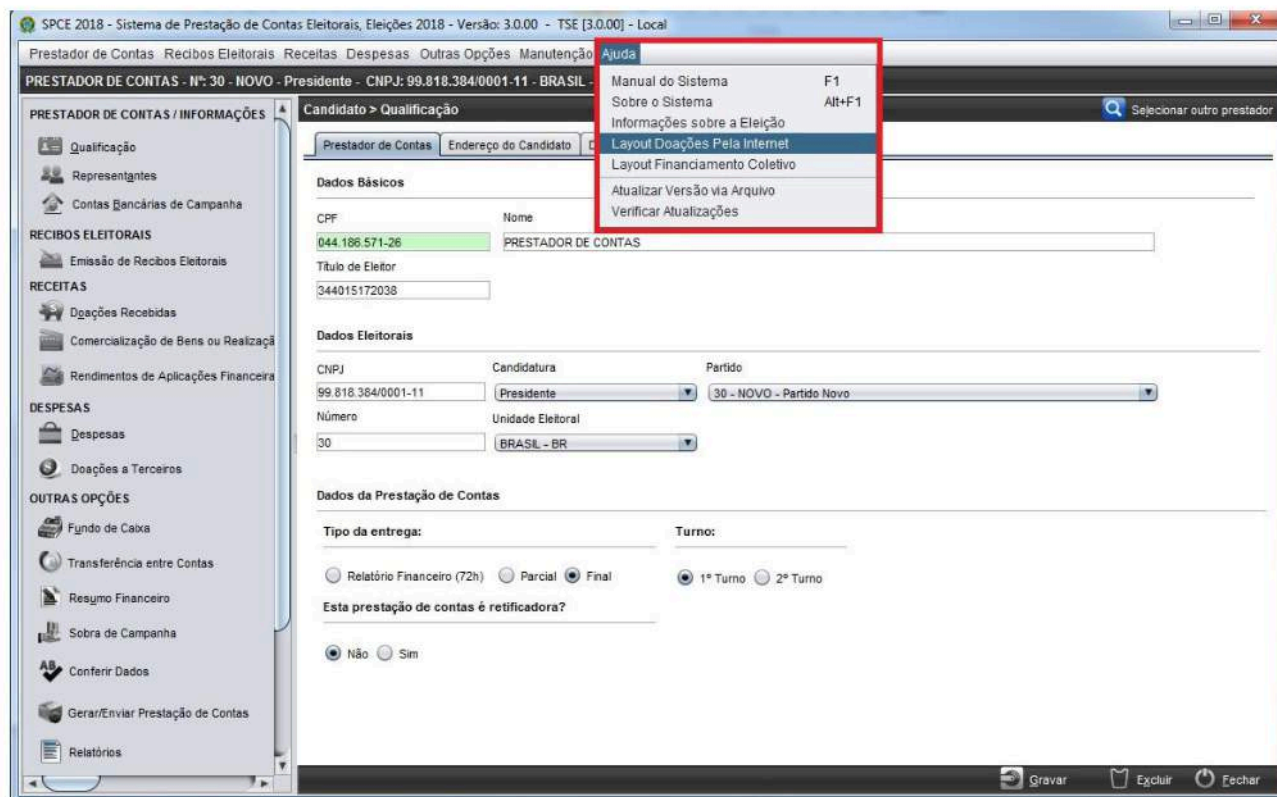 SPCE 2018 - Sistema de Prestação de Contas Eleitorais, Eleições 2018 - Versão: 3.0.00 - TSE [3.0.00] - Local
Prestador de Contas Recibos Eleitorais Receitas Despesas Outras Opções Manutenção Ajuda
PRESTADOR DE CONTAS - Nº: 30 - NOVO - Presidente - CNPJ: 99.818.384/0001-11 - BRASIL -
Manual do Sistema F1
Sobre o Sistema Alt+F1
Informações sobre a Eleição
Layout Doações Pela Internet
Layout Financiamento Coletivo
Atualizar Versão via Arquivo
Verificar Atualizações
PRESTADOR DE CONTAS / INFORMAÇÕES
Qualificação
Representantes
Contas Bancárias de Campanha
RECIBOS ELEITORAIS
Emissão de Recibos Eleitorais
RECEITAS
Doações Recebidas
Comercialização de Bens ou Realizaçã
Rendimentos de Aplicações Financeira
DESPESAS
Despesas
Doações a Terceiros
OUTRAS OPÇÕES
Fundo de Caixa
Transferência entre Contas
Resumo Financeiro
Sobra de Campanha
Conferir Dados
Gerar/Enviar Prestação de Contas
Relatórios
Candidato > Qualificação
Selecionar outro prestador
Prestador de Contas Endereço do Candidato
Dados Básicos
CPF Nome
044.186.571-26 PRESTADOR DE CONTAS
Título de Eleitor
344015172038
Dados Eleitorais
CNPJ Candidatura Partido
99.818.384/0001-11 Presidente 30 - NOVO - Partido Novo
Número Unidade Eleitoral
30 BRASIL - BR
Dados da Prestação de Contas
Tipo da entrega: Turno:
Relatório Financeiro (72h) Parcial Final 1º Turno 2º Turno
Esta prestação de contas é retificadora?
Não Sim
Gravar Excluir Fechar